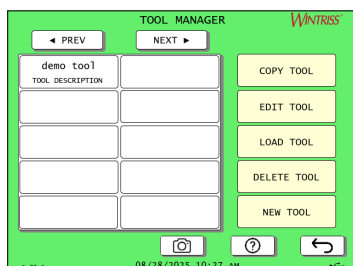 TOOL MANAGER
WINTRISS
◄ PREV
NEXT ►
demo tool
TOOL DESCRIPTION
COPY TOOL
EDIT TOOL
LOAD TOOL
DELETE TOOL
NEW TOOL
?
08/28/2025 10:27 AM